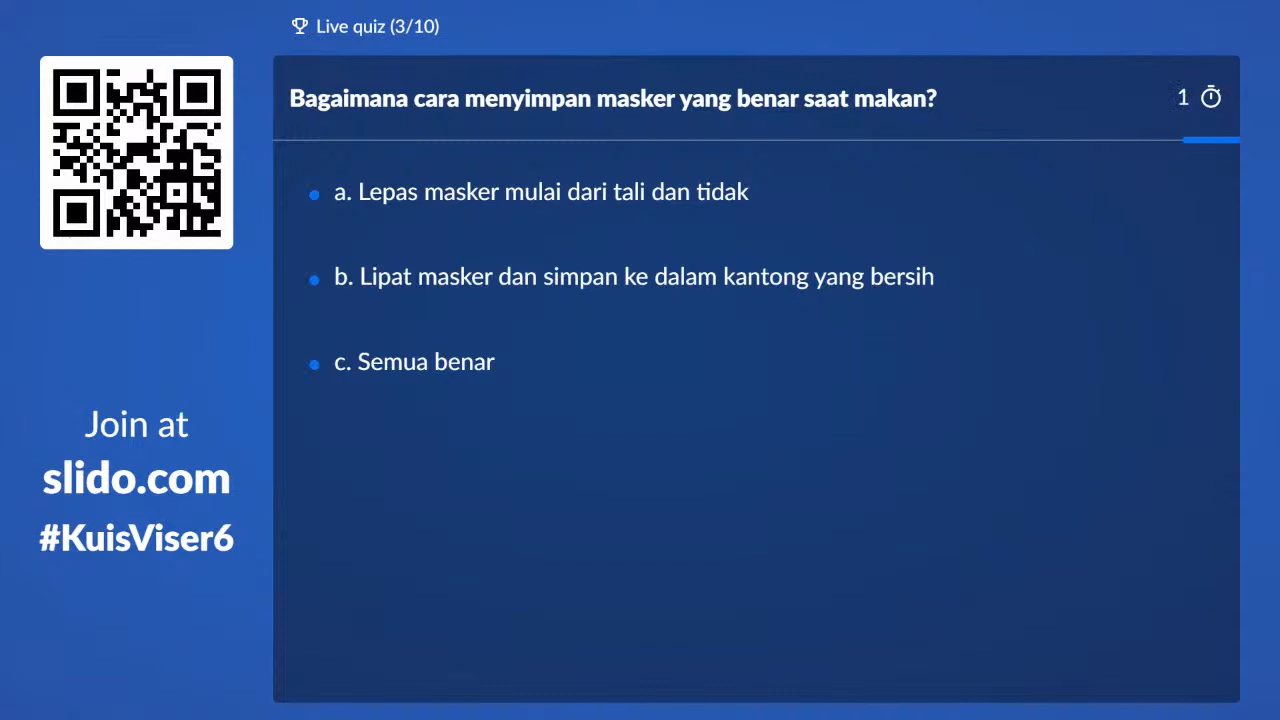 Live quiz (3/10)
Bagaimana cara menyimpan masker yang benar saat makan?
1
a. Lepas masker mulai dari tali dan tidak
b. Lipat masker dan simpan ke dalam kantong yang bersih
c. Semua benar
Join at
slido.com
#KuisViser6